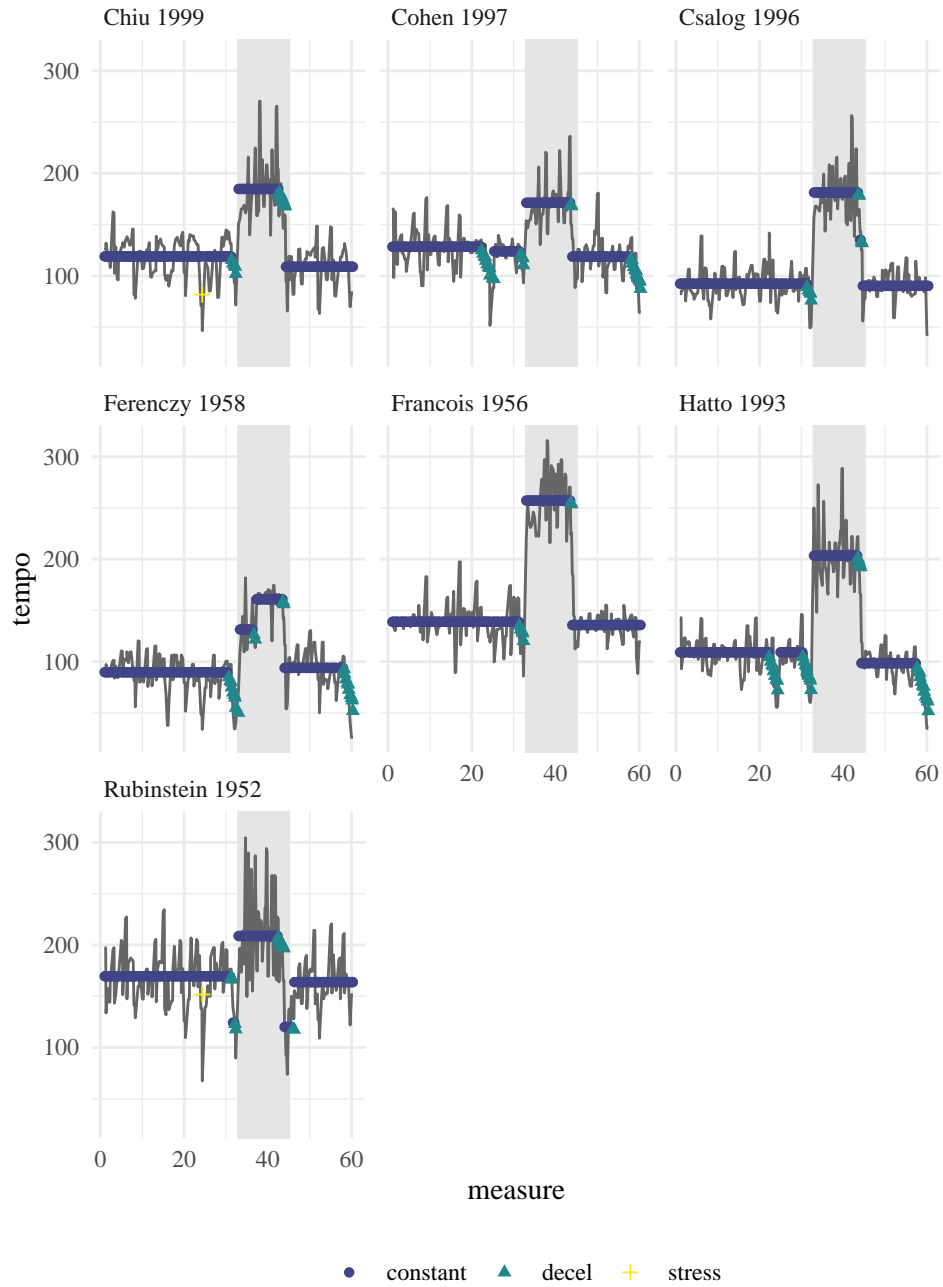 Chiu 1999 Cohen 1997 Csalog 1996
300
200
100
Ferenczy 1958 Francois 1956 Hatto 1993
300
200
100
0 20 40 60 0 20 40 60
Rubinstein 1952
300
200
100
0 20 40 60
tempo
measure
constant decel stress